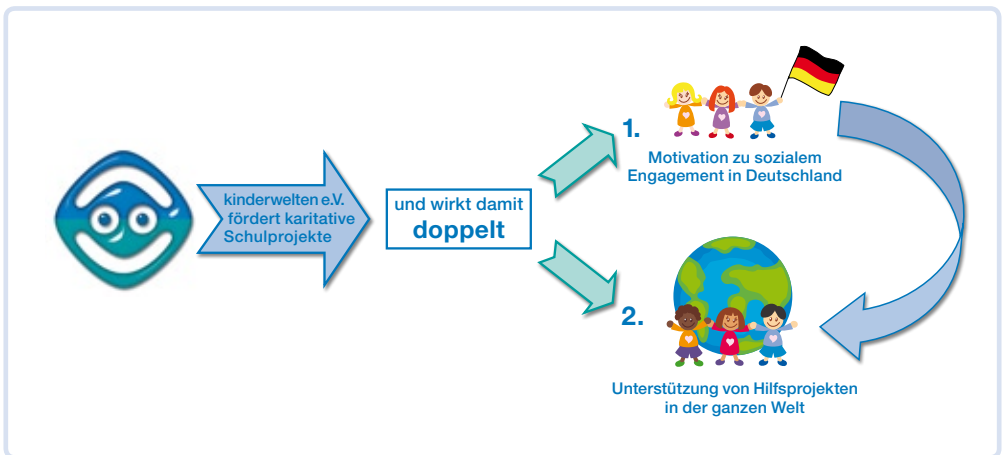 kinderwelten e.V.
fördert karitative
Schulprojekte
und wirkt damit
doppelt
1.
Motivation zu sozialem
Engagement in Deutschland
2.
Unterstützung von Hilfsprojekten
in der ganzen Welt